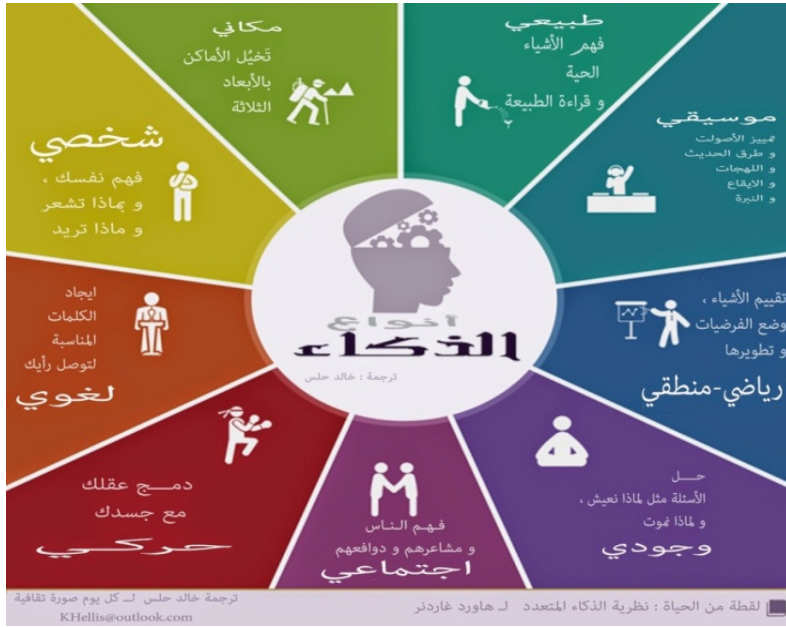 طبيعي
فهم الأشياء
الحية
و قراءة الطبيعة
موسيقي
تمييز الأصوات
و طرق الحديث
و اللهجات
و الايقاع
و النبرة
تقييم الأشياء ،
وضع الفرضيات
و تطويرها
رياضي-منطقي
حل
الأسئلة مثل لماذا نعيش ،
و لماذا نموت
وجودي
فهم الناس
و مشاعرهم و دوافعهم
اجتماعي
دمج عقلك
مع جسدك
حركي
ايجاد
الكلمات
المناسبة
لتوصل رأيك
لغوي
شخصي
فهم نفسك ،
و بماذا تشعر
و ماذا تريد
مكاني
تَخيُل الأماكن
بالأبعاد
الثلاثة
أنواع
الذكاء
ترجمة : خالد حلس
لقطة من الحياة : نظرية الذكاء المتعدد لـ هاورد غاردنر
ترجمة خالد حلس لـ كل يوم صورة ثقافية
KHellis@outlook.com